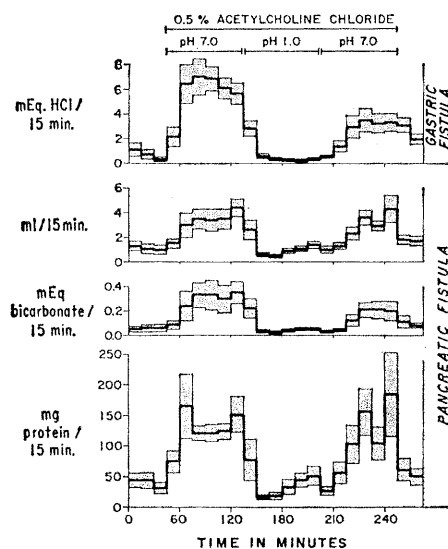 0.5 % ACETYLCHOLINE CHLORIDE
pH 7.0 pH 1.0 pH 7.0
8
6
4
2
0
mEq. HCl /
15 min.
GASTRIC
FISTULA
6
4
2
0
ml/15min.
0.4
0.2
0.0
mEq
bicarbonate /
15 min.
250
200
150
100
50
0
mg
protein /
15 min.
PANCREATIC FISTULA
0 60 120 150 210 240
TIME IN MINUTES